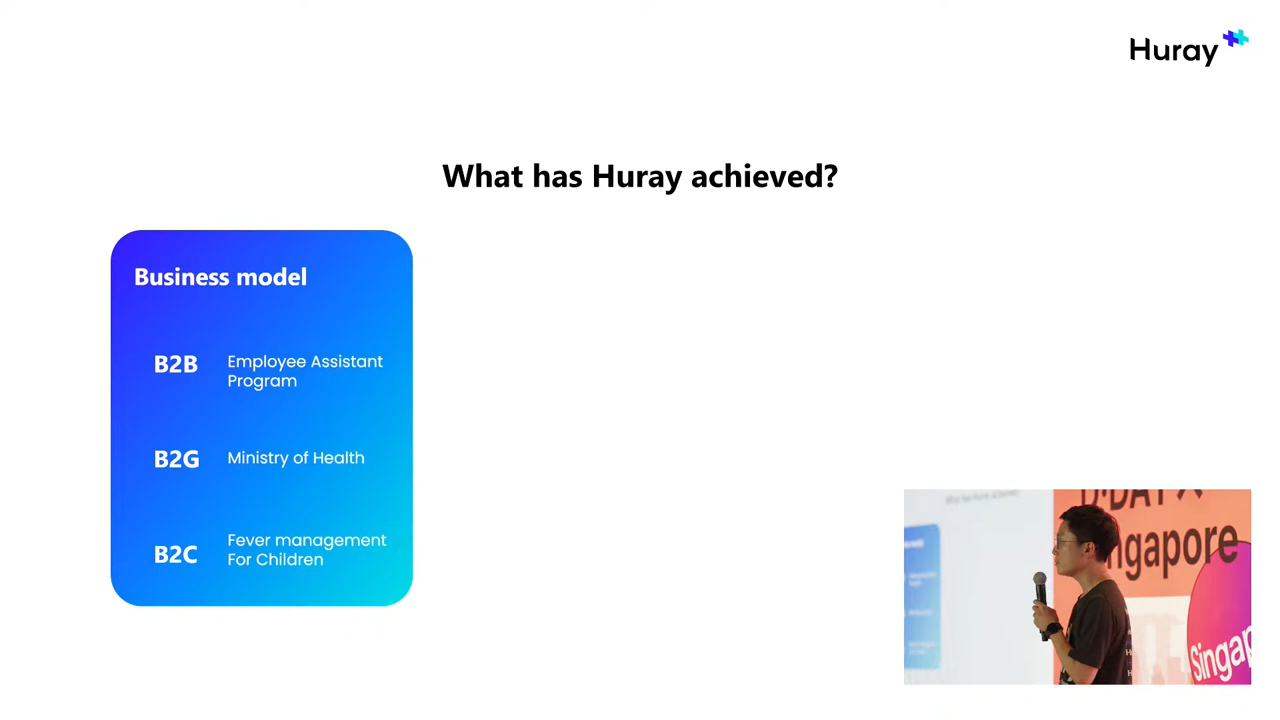 Huray
What has Huray achieved?
Business model
B2B
Employee Assistant
Program
B2G
Ministry of Health
B2C
Fever management
For Children
D·DAY X
Singapore